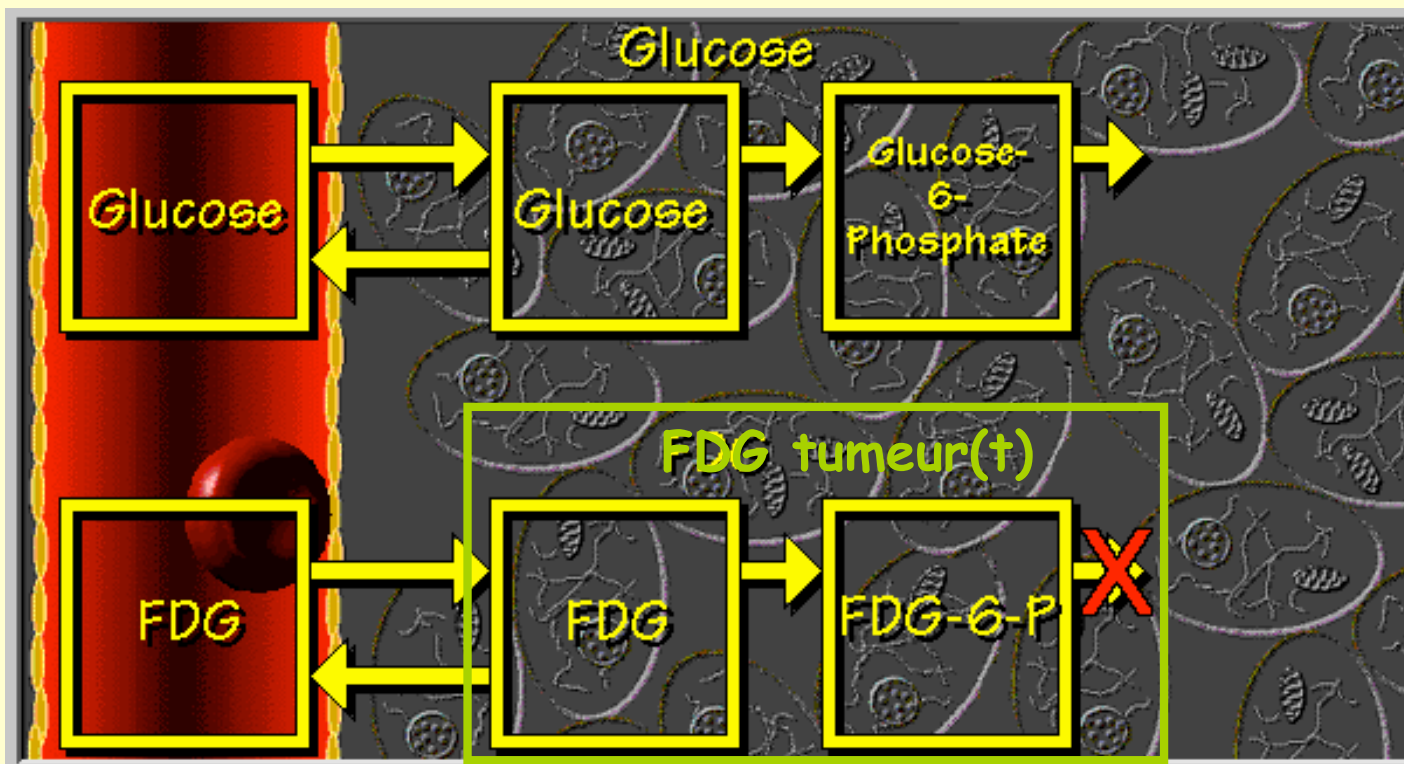 Glucose
Glucose
Glucose
Glucose-
6-
Phosphate
FDG tumeur(t)
FDG
FDG
FDG-6-P
X